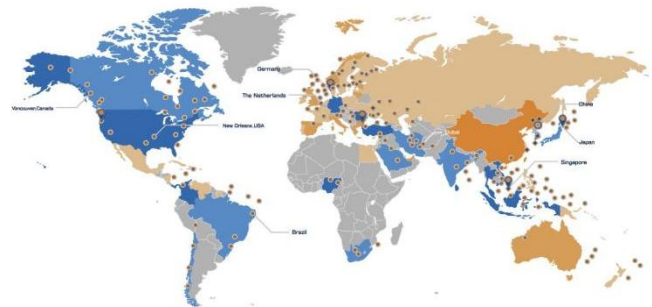 Germany
The Netherlands
Vancouver,Canada
New Orleans,USA
China
Japan
Dubai
Singapore
Brazil